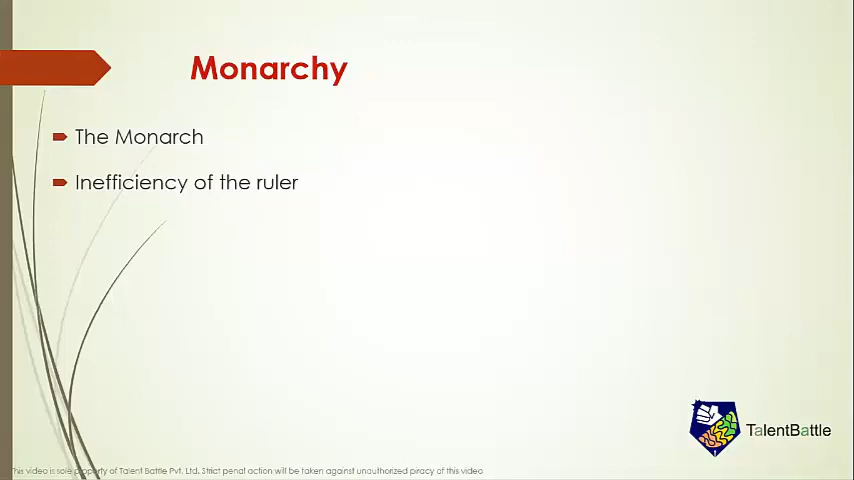 Monarchy
The Monarch
Inefficiency of the ruler
TalentBattle
This video is sole property of Talent Battle Pvt. Ltd. Strict penal action will be taken against unauthorized piracy of this video